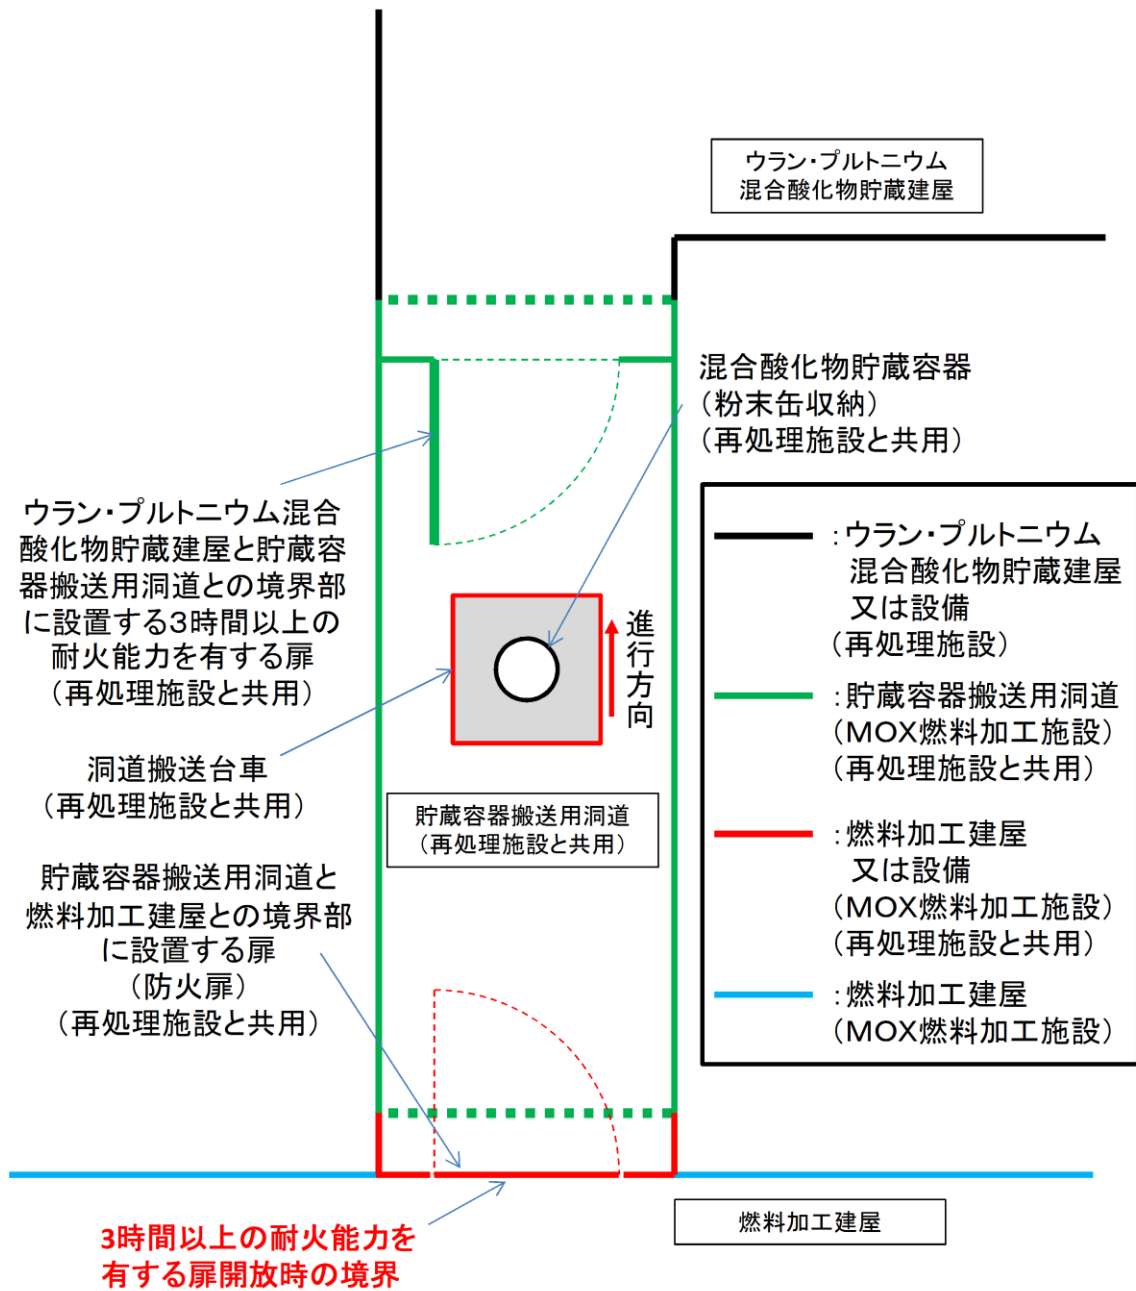 ウラン・プルトニウム
混合酸化物貯蔵建屋
混合酸化物貯蔵容器
（粉末缶収納）
（再処理施設と共用）
ウラン・プルトニウム混合
酸化物貯蔵建屋と貯蔵容
器搬送用洞道との境界部
に設置する3時間以上の
耐火能力を有する扉
（再処理施設と共用）
進行方向
洞道搬送台車
（再処理施設と共用）
貯蔵容器搬送用洞道
（再処理施設と共用）
貯蔵容器搬送用洞道と
燃料加工建屋との境界部
に設置する扉
（防火扉）
（再処理施設と共用）
：ウラン・プルトニウム
混合酸化物貯蔵建屋
又は設備
（再処理施設）
：貯蔵容器搬送用洞道
（MOX燃料加工施設）
（再処理施設と共用）
：燃料加工建屋
又は設備
（MOX燃料加工施設）
（再処理施設と共用）
：燃料加工建屋
（MOX燃料加工施設）
3時間以上の耐火能力を
有する扉開放時の境界
燃料加工建屋